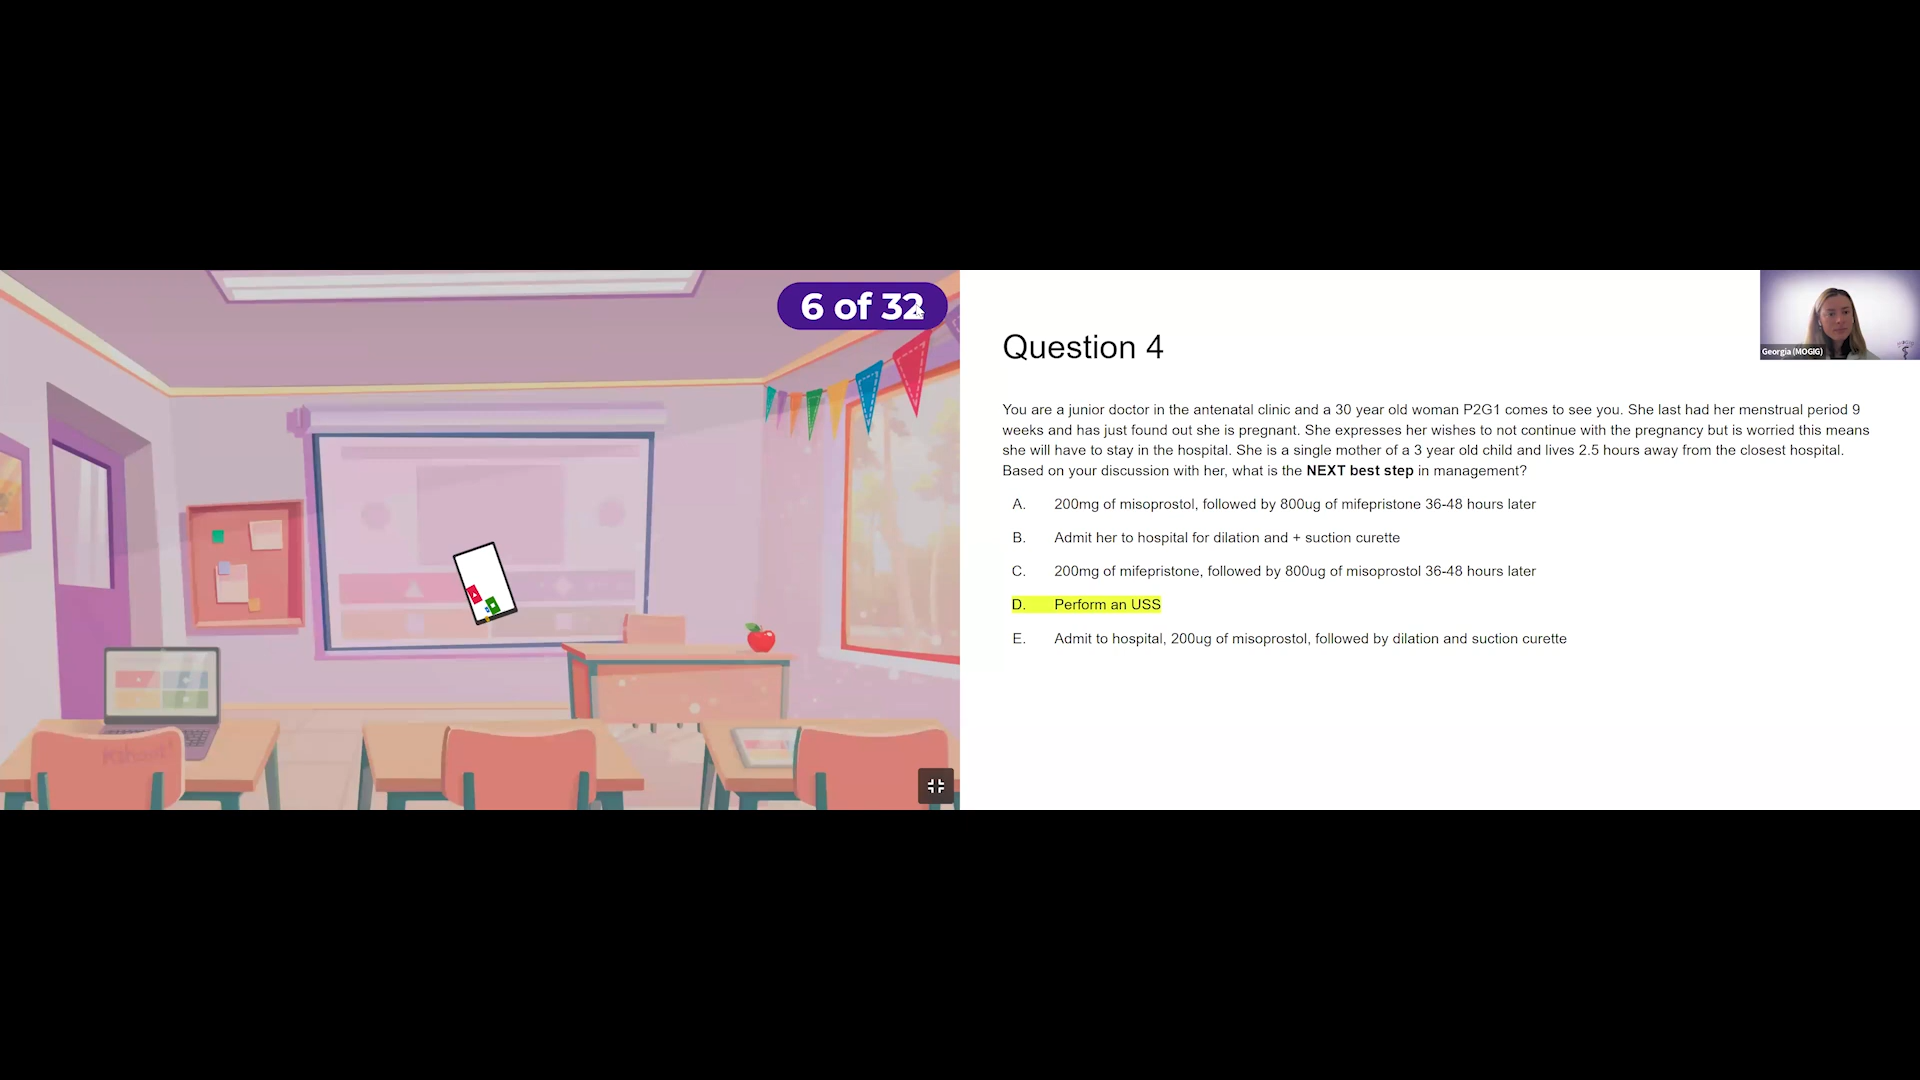 6 of 32
Kahoot!
Georgia (MOGIG)
Question 4
You are a junior doctor in the antenatal clinic and a 30 year old woman P2G1 comes to see you. She last had her menstrual period 9
weeks and has just found out she is pregnant. She expresses her wishes to not continue with the pregnancy but is worried this means
she will have to stay in the hospital. She is a single mother of a 3 year old child and lives 2.5 hours away from the closest hospital.
Based on your discussion with her, what is the NEXT best step in management?
A. 200mg of misoprostol, followed by 800ug of mifepristone 36-48 hours later
B. Admit her to hospital for dilation and + suction curette
C. 200mg of mifepristone, followed by 800ug of misoprostol 36-48 hours later
D. Perform an USS
E. Admit to hospital, 200ug of misoprostol, followed by dilation and suction curette